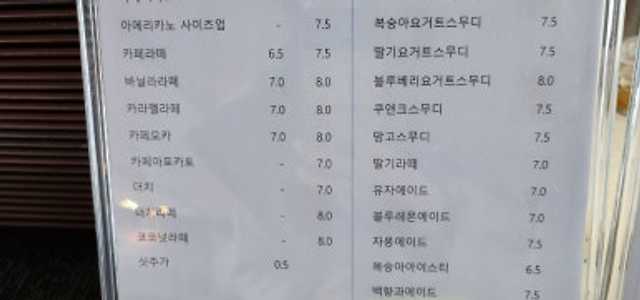 아메리카노 사이즈업 - 7.5
카페라떼 6.5 7.5
바닐라라떼 7.0 8.0
카라멜라떼 7.0 8.0
카페모카 7.0 8.0
카페아포카토 - 7.0
더치 - 7.0
- 8.0
코코넛라떼 - 8.0
샷추가 0.5
복숭아요거트스무디 7.5
딸기요거트스무디 7.5
블루베리요거트스무디 8.0
쿠앤크스무디 7.5
망고스무디 7.5
딸기라떼 7.0
유자에이드 7.0
블루레몬에이드 7.0
자몽에이드 7.5
복숭아아이스티 6.5
백향과에이드 7.5